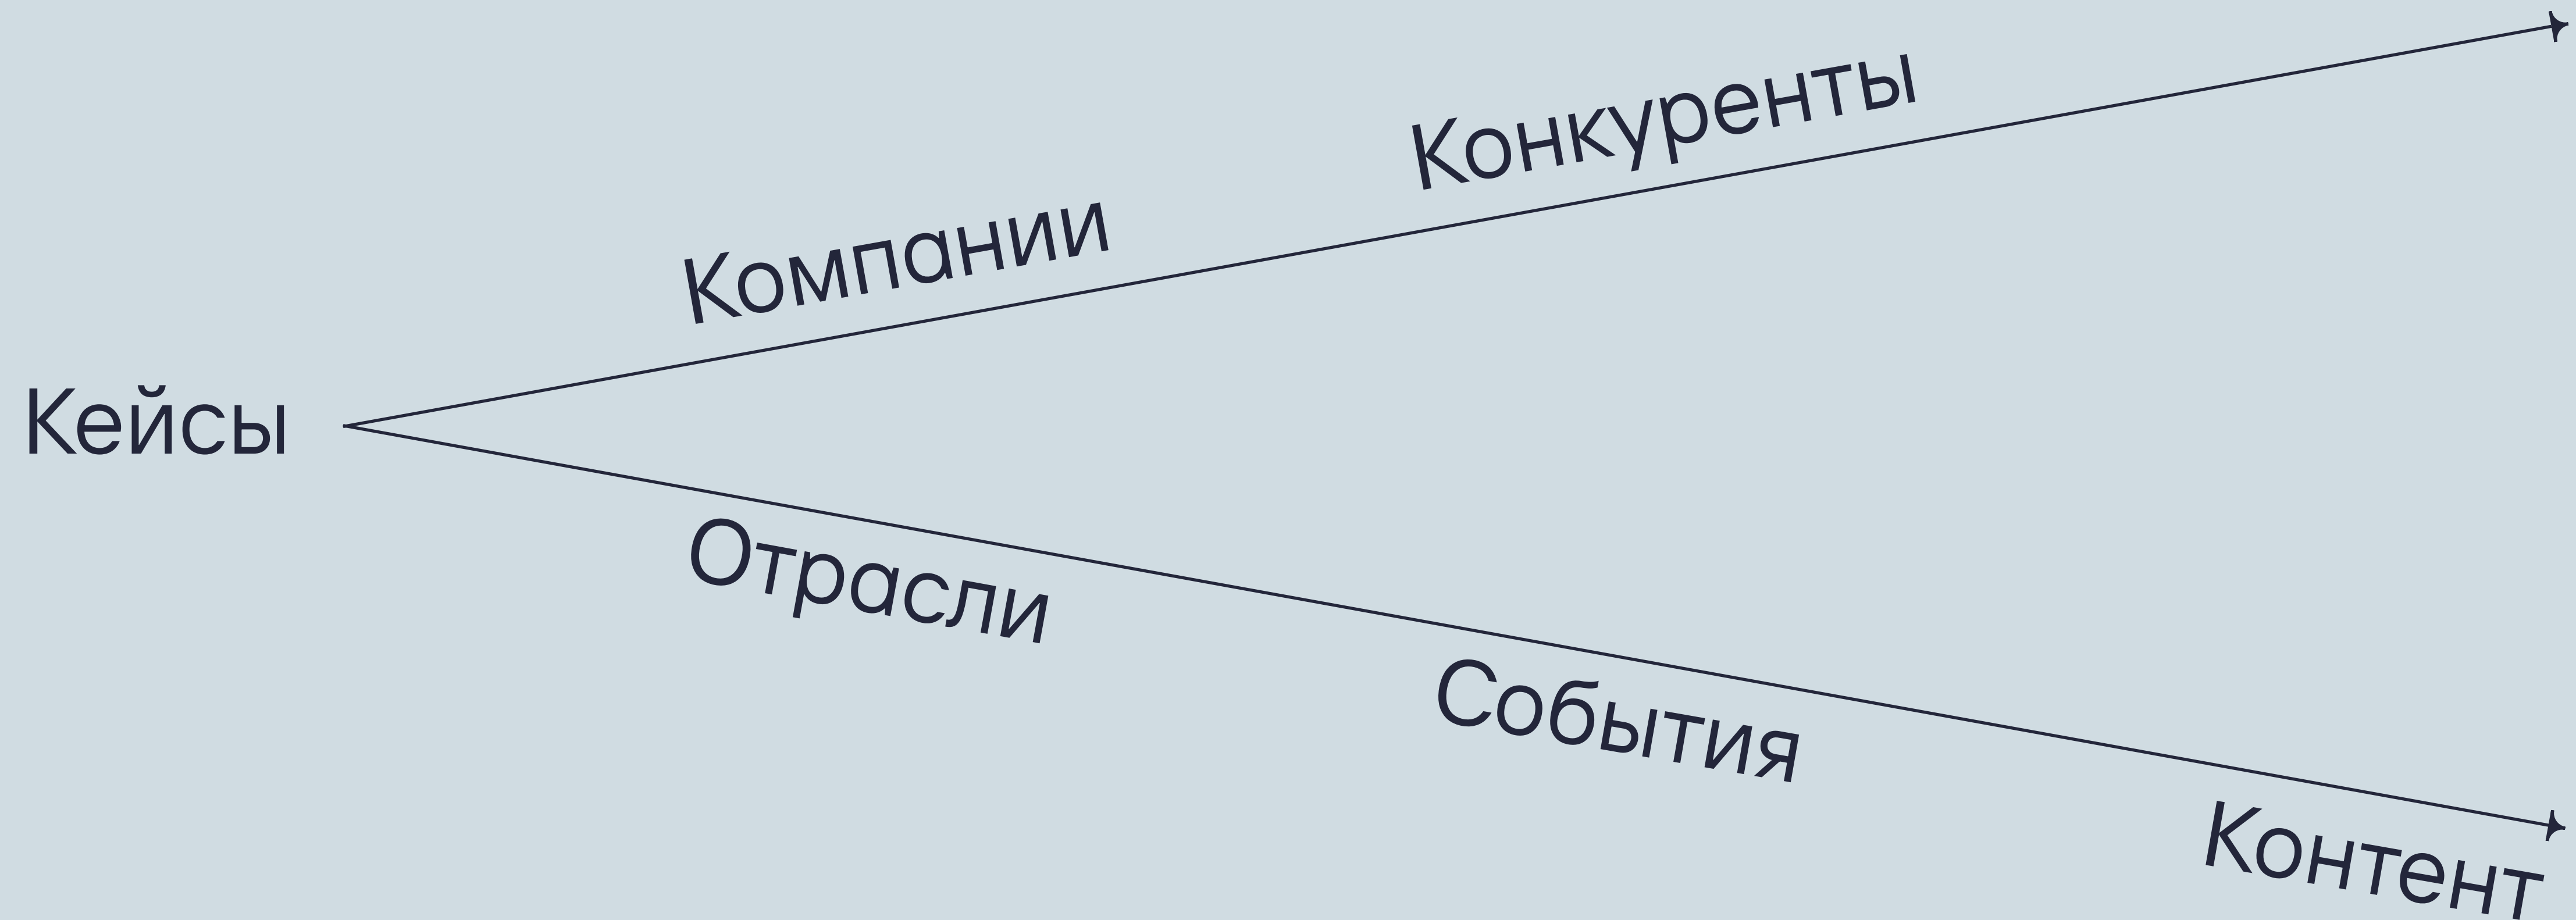 Кейсы
Компании
Конкуренты
Отрасли
События
Контент